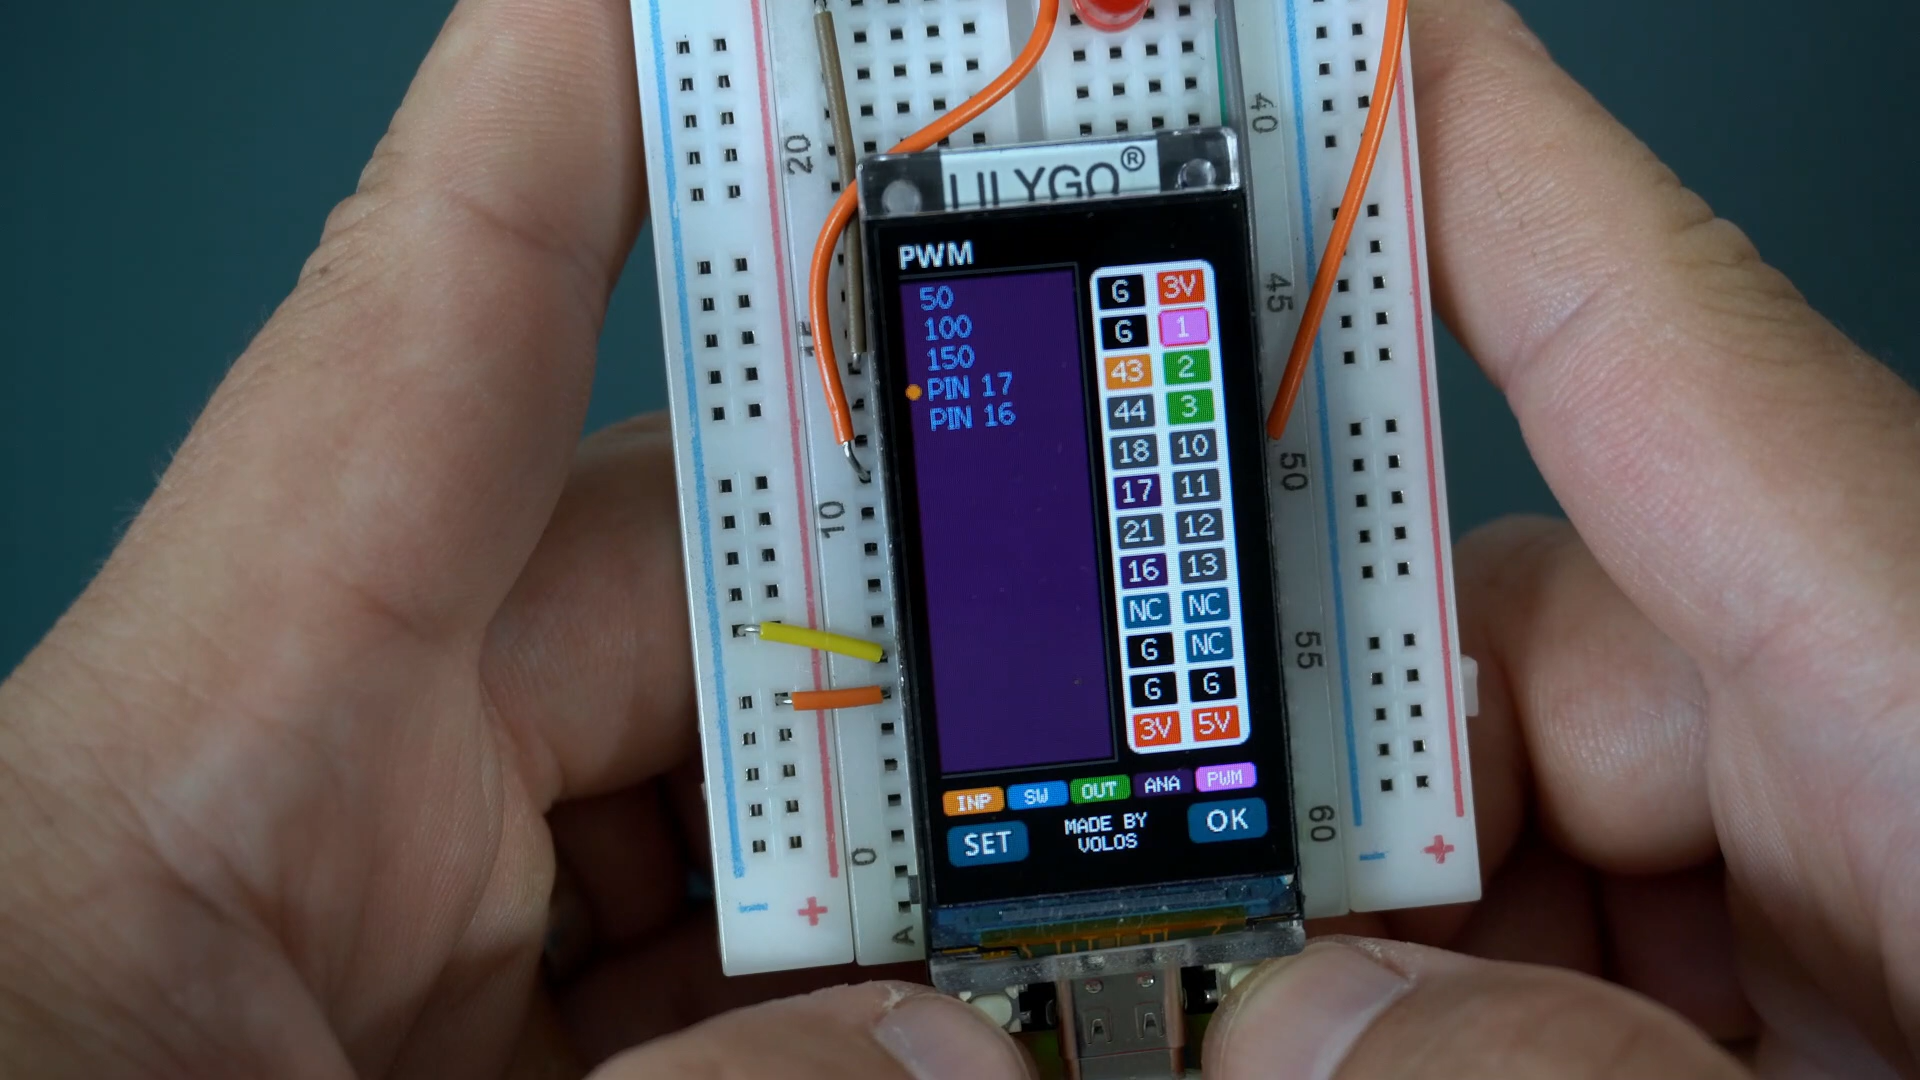 LILYGO®
PWM
50
100
150
PIN 17
PIN 16
G 3V
G 1
43 2
44 3
18 10
17 11
21 12
16 13
NC NC
G NC
G G
3V 5V
INP SW OUT ANA PWM
SET MADE BY VOLOS OK
20
15
10
0
A
40
45
50
55
60
- +
- +